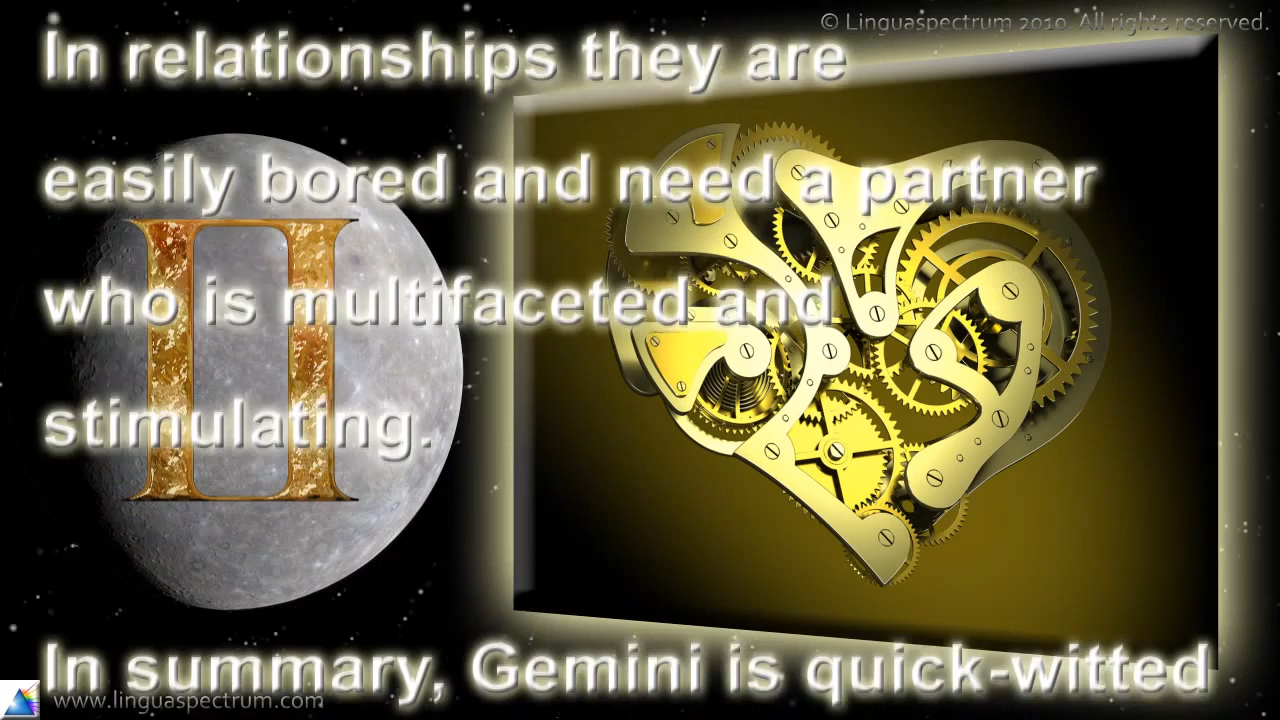 © Linguaspectrum 2010. All rights reserved.
In relationships they are
easily bored and need a partner
who is multifaceted and
stimulating.
In summary, Gemini is quick-witted
www.linguaspectrum.com